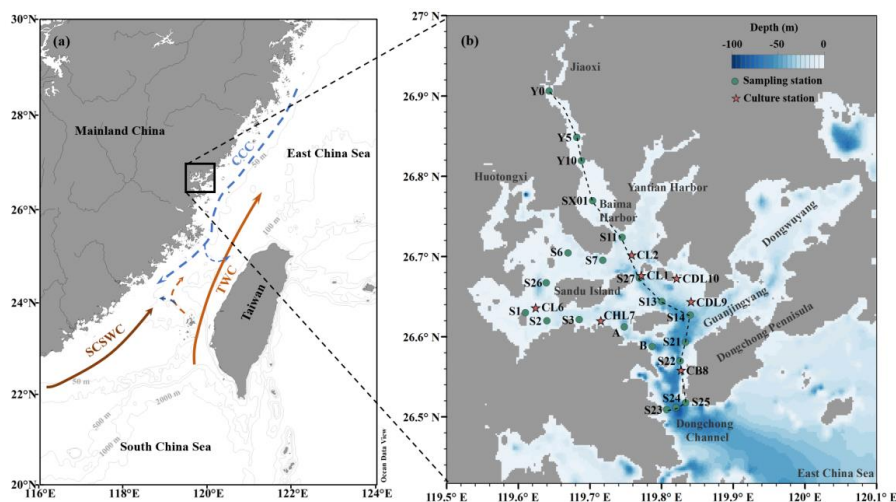 30° N
28° N
26° N
24° N
22° N
20° N
116° E
118° E
120° E
122° E
124° E
(a)
Mainland China
East China Sea
CCC
50 m
100 m
TWC
Taiwan
SCSWC
50 m
2000 m
500 m
1000 m
South China Sea
Ocean Data View
27° N
26.9° N
26.8° N
26.7° N
26.6° N
26.5° N
119.5° E
119.6° E
119.7° E
119.8° E
119.9° E
120° E
120.1° E
(b)
Depth (m)
-100
-50
0
Sampling station
Culture station
Jiaoxi
Y0
Y5
Y10
Huotongxi
Yantian Harbor
SX01
Baima
Harbor
Dongwuyang
S11
S6
S7
CL2
CL1
CDL10
S27
S26
Sandu Island
S13
CDL9
Guanjingyang
S14
S1
CL6
S2
S3
CHL7
A
Dongchong Pennisula
S21
B
S22
CB8
S24
S25
S23
Dongchong
Channel
East China Sea